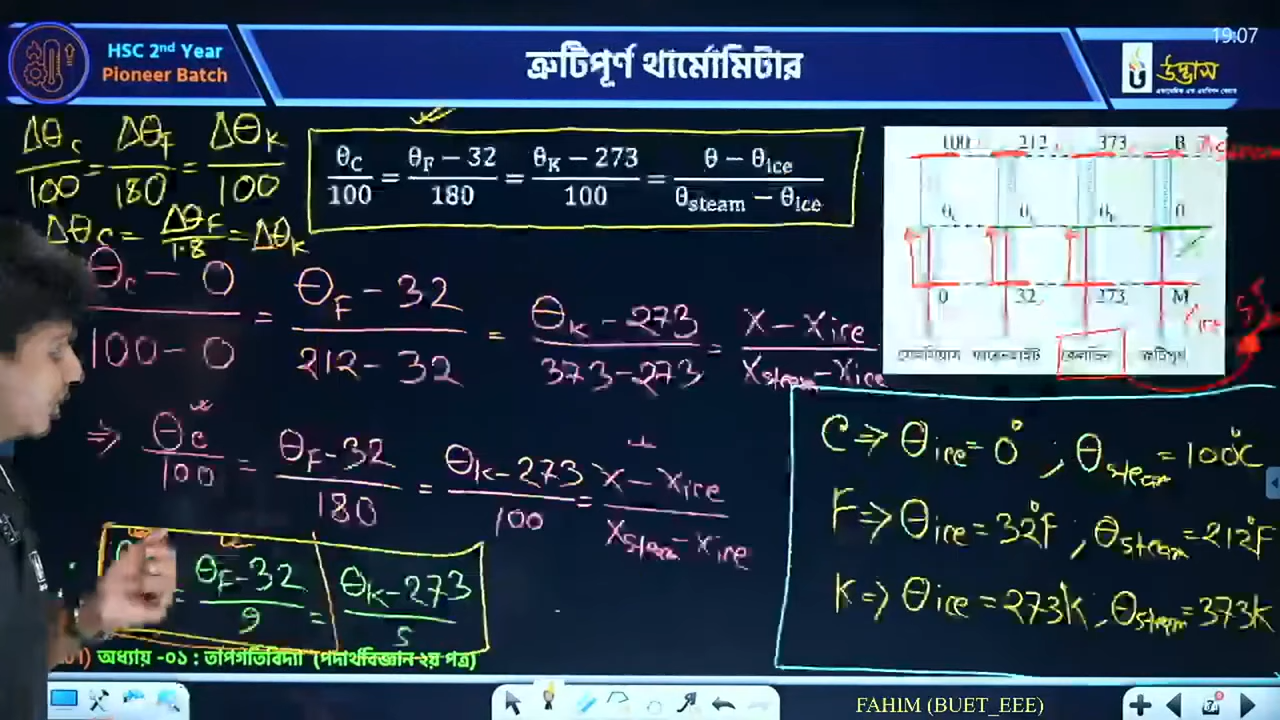 19:07
HSC 2nd Year
Pioneer Batch
ত্রুটিপূর্ণ থার্মোমিটার
উদ্ভাস
Δθc/100 = ΔθF/180 = ΔθK/100
Δθc = ΔθF/1.8 = ΔθK
θC/100 = (θF − 32)/180 = (θK − 273)/100 = (θ − θice)/(θsteam − θice)
100 212 373 B
0 32 273 M
কেলভিন
(θc − 0)/(100 − 0) = (θF − 32)/(212 − 32) = (θK − 273)/(373 − 273) = (X − Xice)/(Xsteam − Xice)
⇒ θc/100 = (θF − 32)/180 = (θK − 273)/100 = (X − Xice)/(Xsteam − Xice)
= (θF − 32)/9 = (θK − 273)/5
C ⇒ θice = 0° ; θsteam = 100°C
F ⇒ θice = 32°F ; θsteam = 212°F
K ⇒ θice = 273K ; θsteam = 373K
অধ্যায় -০১ : তাপগতিবিদ্যা (পদার্থবিজ্ঞান ২য় পত্র)
FAHIM (BUET_EEE)